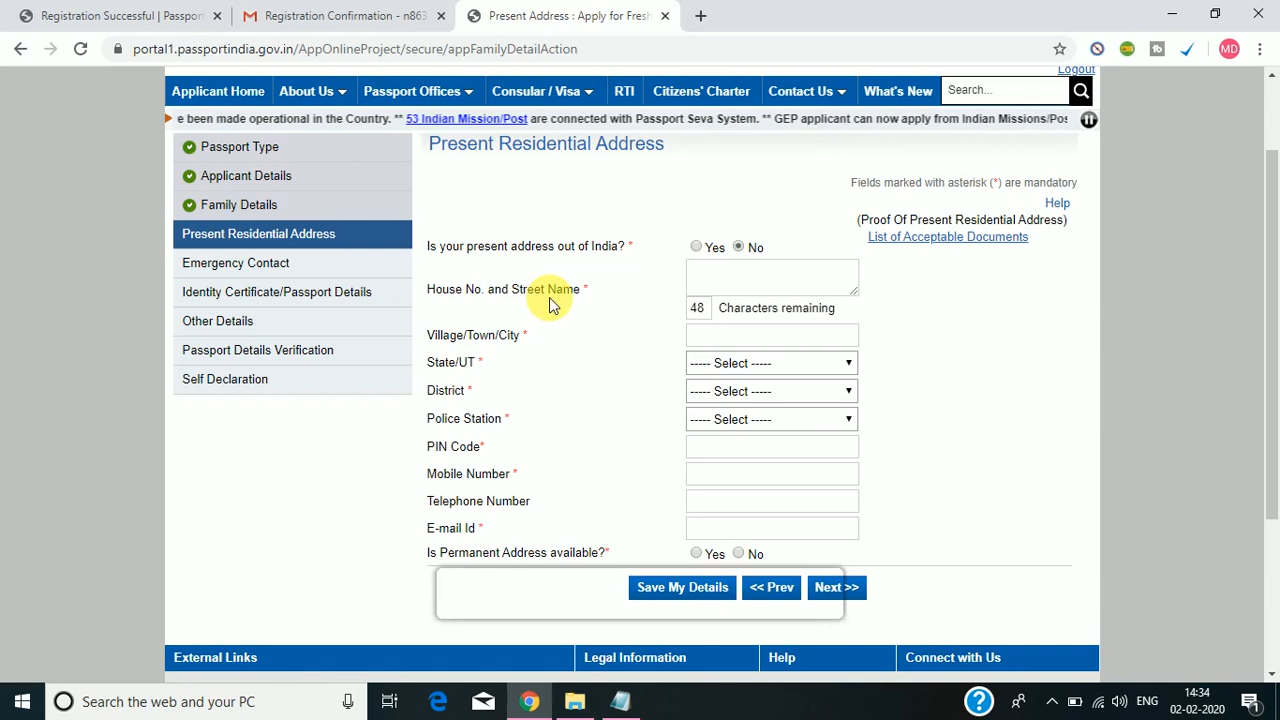 Registration Successful | Passpor
Registration Confirmation - n863
Present Address : Apply for Fresh
portal1.passportindia.gov.in/AppOnlineProject/secure/appFamilyDetailAction
MD
Logout
Applicant Home
About Us
Passport Offices
Consular / Visa
RTI
Citizens' Charter
Contact Us
What's New
Search...
e been made operational in the Country. ** 53 Indian Mission/Post are connected with Passport Seva System. ** GEP applicant can now apply from Indian Missions/Pos
Passport Type
Applicant Details
Family Details
Present Residential Address
Emergency Contact
Identity Certificate/Passport Details
Other Details
Passport Details Verification
Self Declaration
Present Residential Address
Fields marked with asterisk (*) are mandatory
Help
(Proof Of Present Residential Address)
List of Acceptable Documents
Is your present address out of India? * Yes No
House No. and Street Name *
48 Characters remaining
Village/Town/City *
State/UT * ----- Select -----
District * ----- Select -----
Police Station * ----- Select -----
PIN Code*
Mobile Number *
Telephone Number
E-mail Id *
Is Permanent Address available?* Yes No
Save My Details << Prev Next >>
External Links
Legal Information
Help
Connect with Us
Search the web and your PC
ENG
14:34
02-02-2020
1